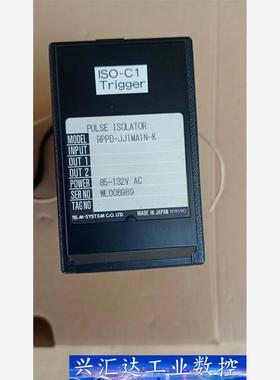 ISO-C1
Trigger
PULSE ISOLATOR
MODEL RPPD-JJ1MA1N-K
INPUT
OUT 1
OUT 2
POWER 85-132V AC
SER NO WL006989
TAG NO
M-SYSTEM CO.,LTD. MADE IN JAPAN
兴汇达工业数控